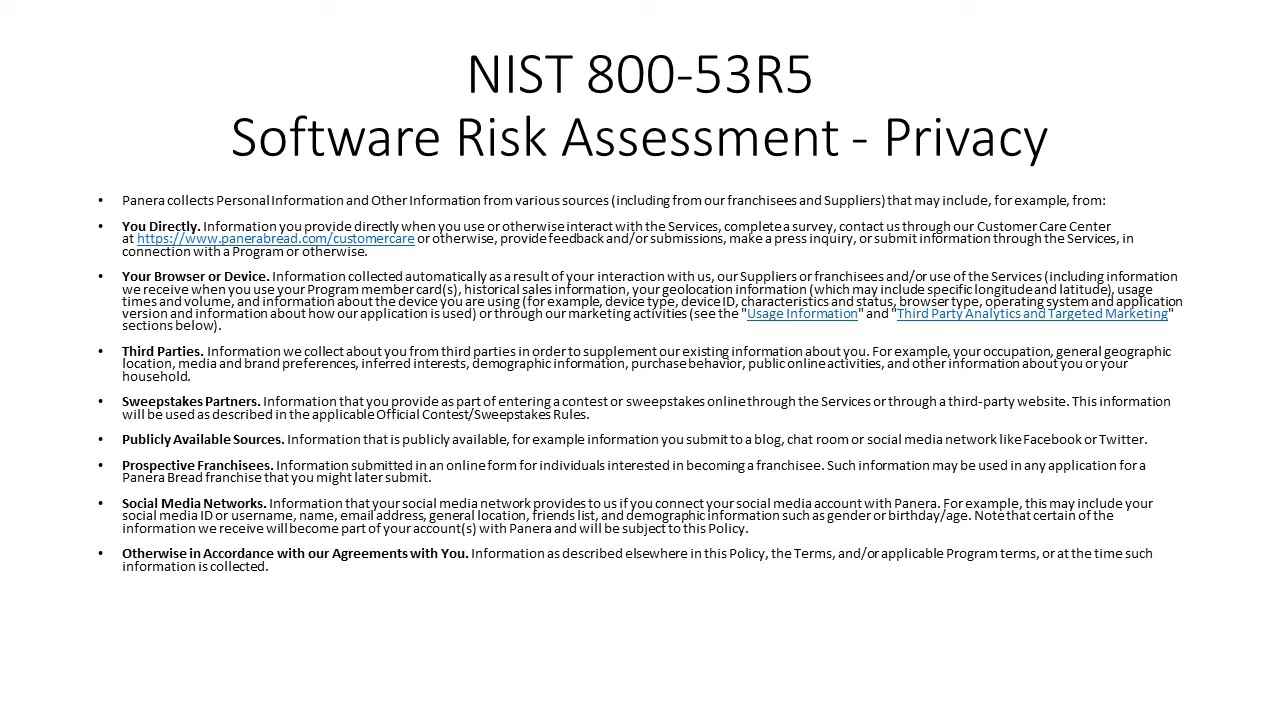 NIST 800-53R5
Software Risk Assessment - Privacy
• Panera collects Personal Information and Other Information from various sources (including from our franchisees and Suppliers) that may include, for example, from:
• You Directly. Information you provide directly when you use or otherwise interact with the Services, complete a survey, contact us through our Customer Care Center
at https://www.panerabread.com/customercare or otherwise, provide feedback and/or submissions, make a press inquiry, or submit information through the Services, in
connection with a Program or otherwise.
• Your Browser or Device. Information collected automatically as a result of your interaction with us, our Suppliers or franchisees and/or use of the Services (including information
we receive when you use your Program member card(s), historical sales information, your geolocation information (which may include specific longitude and latitude), usage
times and volume, and information about the device you are using (for example, device type, device ID, characteristics and status, browser type, operating system and application
version and information about how our application is used) or through our marketing activities (see the "Usage Information" and "Third Party Analytics and Targeted Marketing"
sections below).
• Third Parties. Information we collect about you from third parties in order to supplement our existing information about you. For example, your occupation, general geographic
location, media and brand preferences, inferred interests, demographic information, purchase behavior, public online activities, and other information about you or your
household.
• Sweepstakes Partners. Information that you provide as part of entering a contest or sweepstakes online through the Services or through a third-party website. This information
will be used as described in the applicable Official Contest/Sweepstakes Rules.
• Publicly Available Sources. Information that is publicly available, for example information you submit to a blog, chat room or social media network like Facebook or Twitter.
• Prospective Franchisees. Information submitted in an online form for individuals interested in becoming a franchisee. Such information may be used in any application for a
Panera Bread franchise that you might later submit.
• Social Media Networks. Information that your social media network provides to us if you connect your social media account with Panera. For example, this may include your
social media ID or username, name, email address, general location, friends list, and demographic information such as gender or birthday/age. Note that certain of the
information we receive will become part of your account(s) with Panera and will be subject to this Policy.
• Otherwise in Accordance with our Agreements with You. Information as described elsewhere in this Policy, the Terms, and/or applicable Program terms, or at the time such
information is collected.